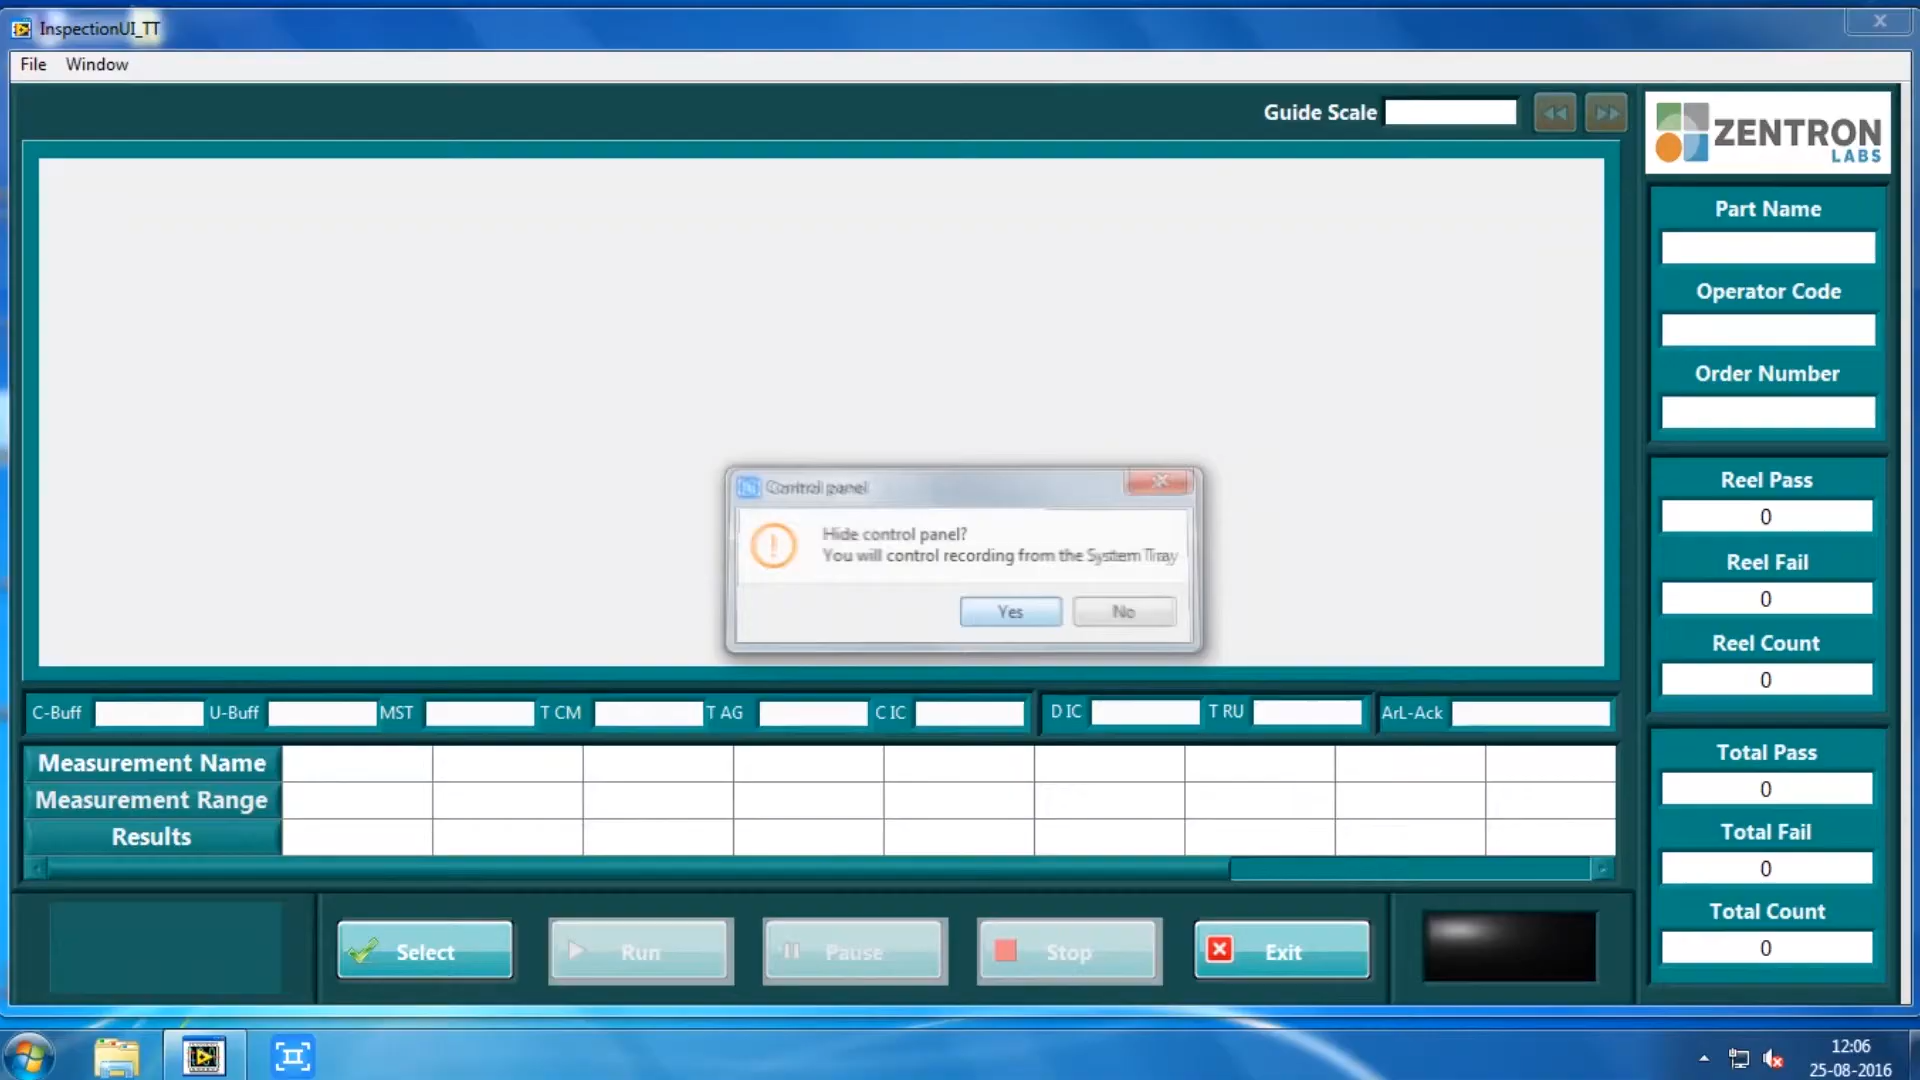 InspectionUI_TT
File Window
Guide Scale
ZENTRON
LABS
Part Name
Operator Code
Order Number
Control panel
Hide control panel?
You will control recording from the System Tray
Yes No
Reel Pass
0
Reel Fail
0
Reel Count
0
C-Buff U-Buff MST T CM T AG C IC D IC T RU ArL-Ack
Measurement Name
Measurement Range
Results
Total Pass
0
Total Fail
0
Total Count
0
Select Run Pause Stop Exit
12:06
25-08-2016